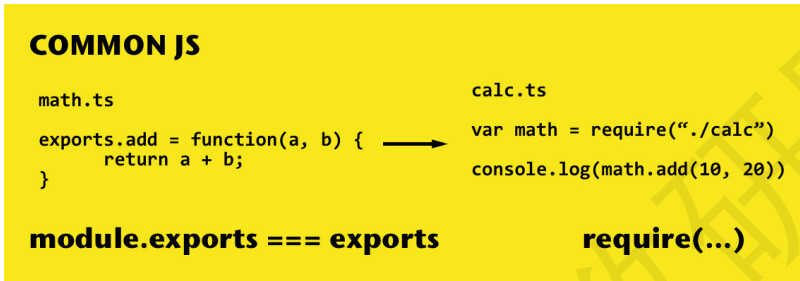 COMMON JS
math.ts
exports.add = function(a, b) {
return a + b;
}
calc.ts
var math = require(“./calc”)
console.log(math.add(10, 20))
module.exports === exports
require(...)